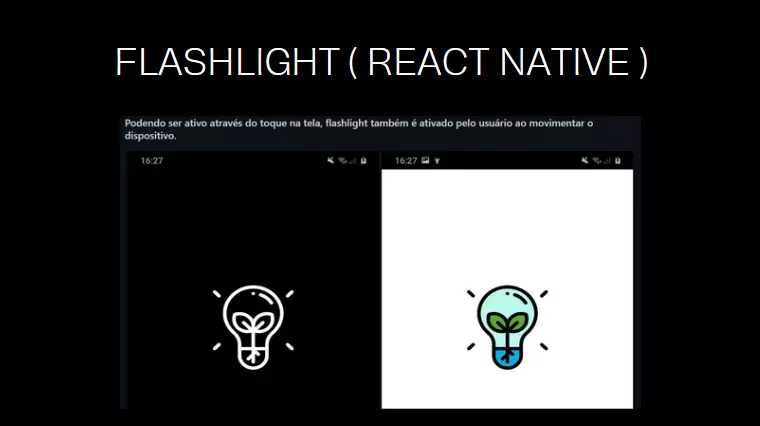 FLASHLIGHT ( REACT NATIVE )
Podendo ser ativo através do toque na tela, flashlight também é ativado pelo usuário ao movimentar o
dispositivo.
16:27
16:27